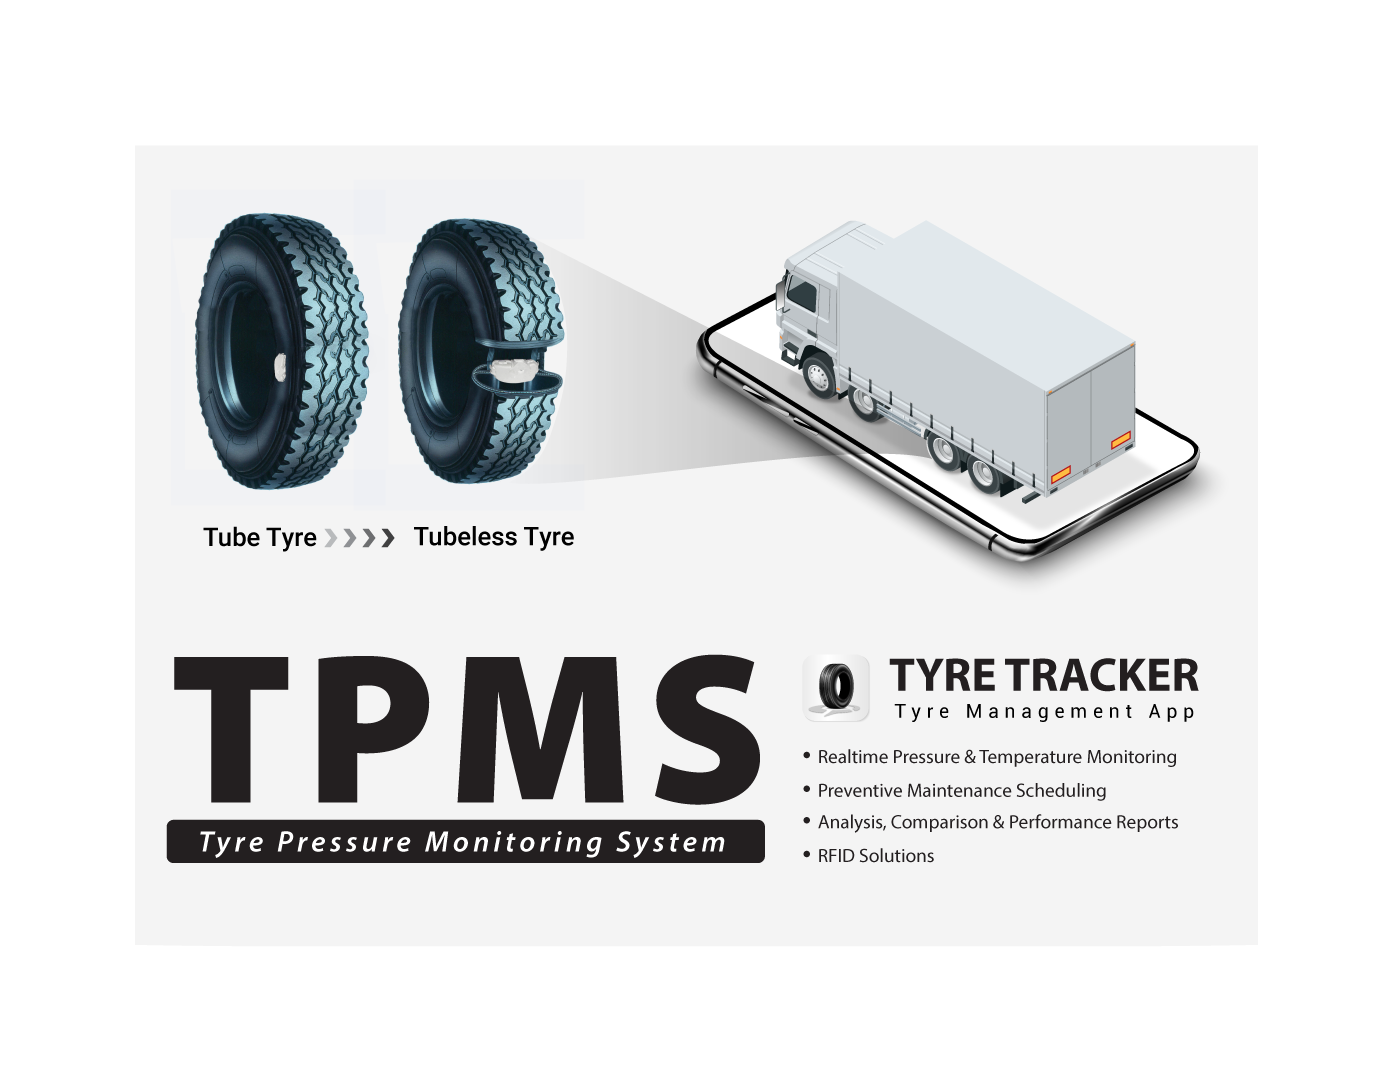 Tube Tyre
Tubeless Tyre
TPMS
Tyre Pressure Monitoring System
TYRE TRACKER
Tyre Management App
• Realtime Pressure & Temperature Monitoring
• Preventive Maintenance Scheduling
• Analysis, Comparison & Performance Reports
• RFID Solutions